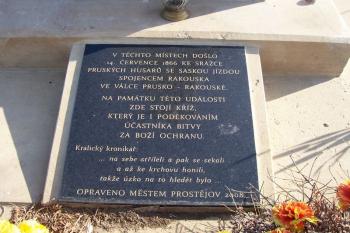 V TĚCHTO MÍSTECH DOŠLO
14. ČERVENCE 1866 KE SRÁŽCE
PRUSKÝCH HUSARŮ SE SASKOU JÍZDOU
SPOJENCEM RAKOUSKA
VE VÁLCE PRUSKO - RAKOUSKÉ.
NA PAMÁTKU TÉTO UDÁLOSTI
ZDE STOJÍ KŘÍŽ,
KTERÝ JE I PODĚKOVÁNÍM
ÚČASTNÍKA BITVY
ZA BOŽÍ OCHRANU.
Kralický kronikář:
... na sebe stříleli a pak se sekali
a až ke krchovu honili,
takže úzko na to hledět bylo ...
OPRAVENO MĚSTEM PROSTĚJOV 2008